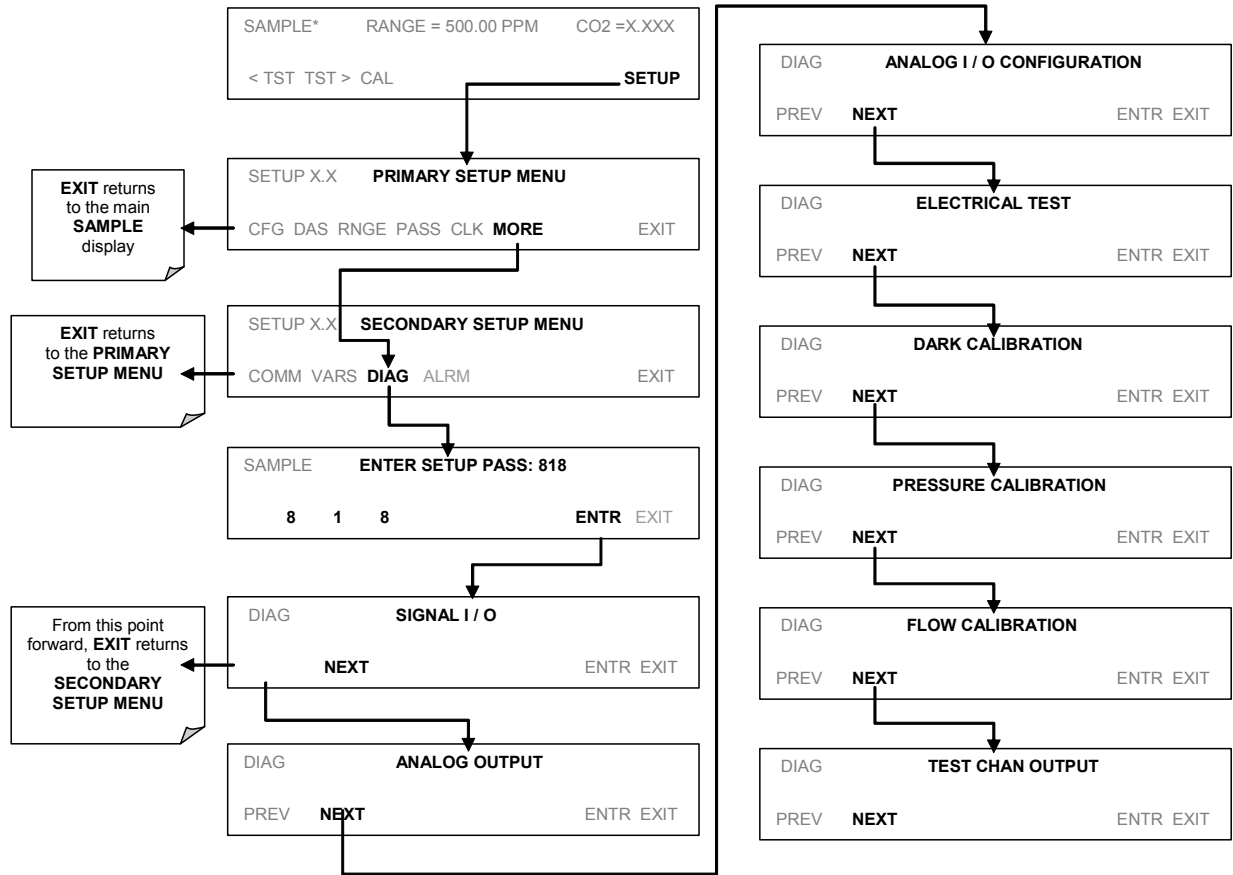 SAMPLE* RANGE = 500.00 PPM CO2 =X.XXX
< TST TST > CAL SETUP
SETUP X.X PRIMARY SETUP MENU
CFG DAS RNGE PASS CLK MORE EXIT
EXIT returns
to the main
SAMPLE
display
SETUP X.X SECONDARY SETUP MENU
COMM VARS DIAG ALRM EXIT
EXIT returns
to the PRIMARY
SETUP MENU
SAMPLE ENTER SETUP PASS: 818
8 1 8 ENTR EXIT
DIAG SIGNAL I / O
NEXT ENTR EXIT
From this point
forward, EXIT returns
to the
SECONDARY
SETUP MENU
DIAG ANALOG OUTPUT
PREV NEXT ENTR EXIT
DIAG ANALOG I / O CONFIGURATION
PREV NEXT ENTR EXIT
DIAG ELECTRICAL TEST
PREV NEXT ENTR EXIT
DIAG DARK CALIBRATION
PREV NEXT ENTR EXIT
DIAG PRESSURE CALIBRATION
PREV NEXT ENTR EXIT
DIAG FLOW CALIBRATION
PREV NEXT ENTR EXIT
DIAG TEST CHAN OUTPUT
PREV NEXT ENTR EXIT